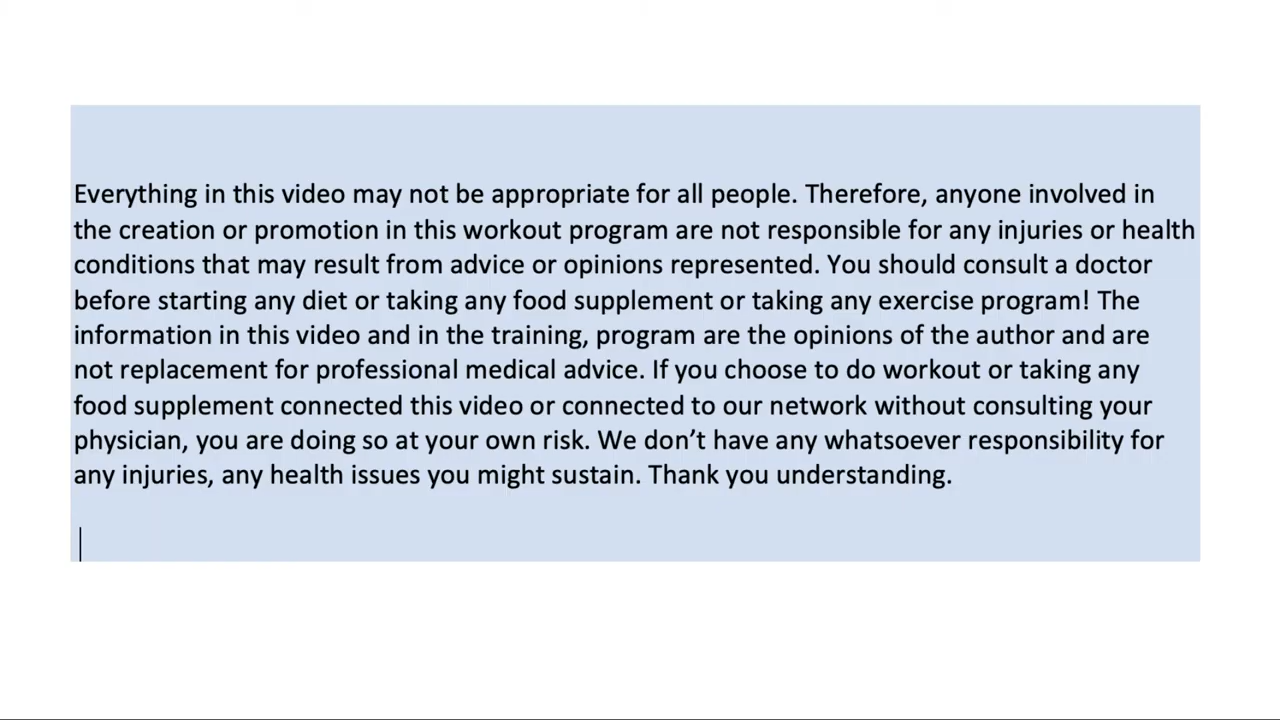 Everything in this video may not be appropriate for all people. Therefore, anyone involved in
the creation or promotion in this workout program are not responsible for any injuries or health
conditions that may result from advice or opinions represented. You should consult a doctor
before starting any diet or taking any food supplement or taking any exercise program! The
information in this video and in the training, program are the opinions of the author and are
not replacement for professional medical advice. If you choose to do workout or taking any
food supplement connected this video or connected to our network without consulting your
physician, you are doing so at your own risk. We don’t have any whatsoever responsibility for
any injuries, any health issues you might sustain. Thank you understanding.